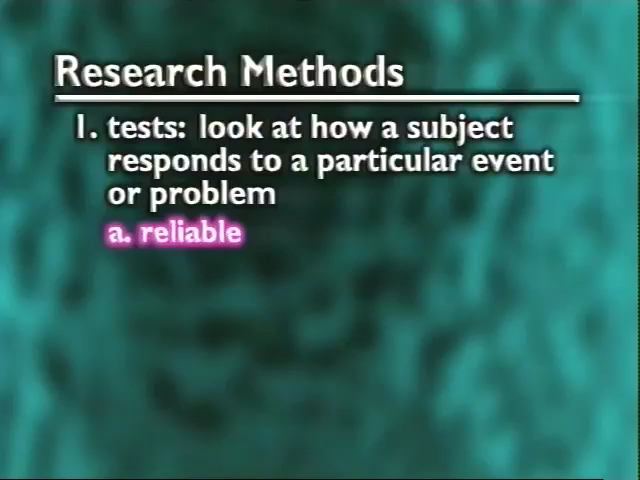 Research Methods
1. tests: look at how a subject
responds to a particular event
or problem
a. reliable